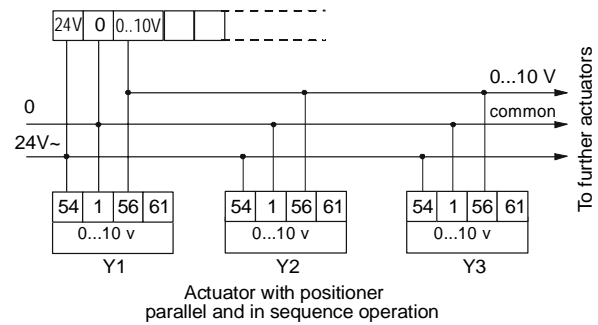 24V 0 0..10V
0...10 V
0
common
24V~
To further actuators
54 1 56 61
54 1 56 61
54 1 56 61
0...10 v
0...10 v
0...10 v
Y1
Y2
Y3
Actuator with positioner
parallel and in sequence operation